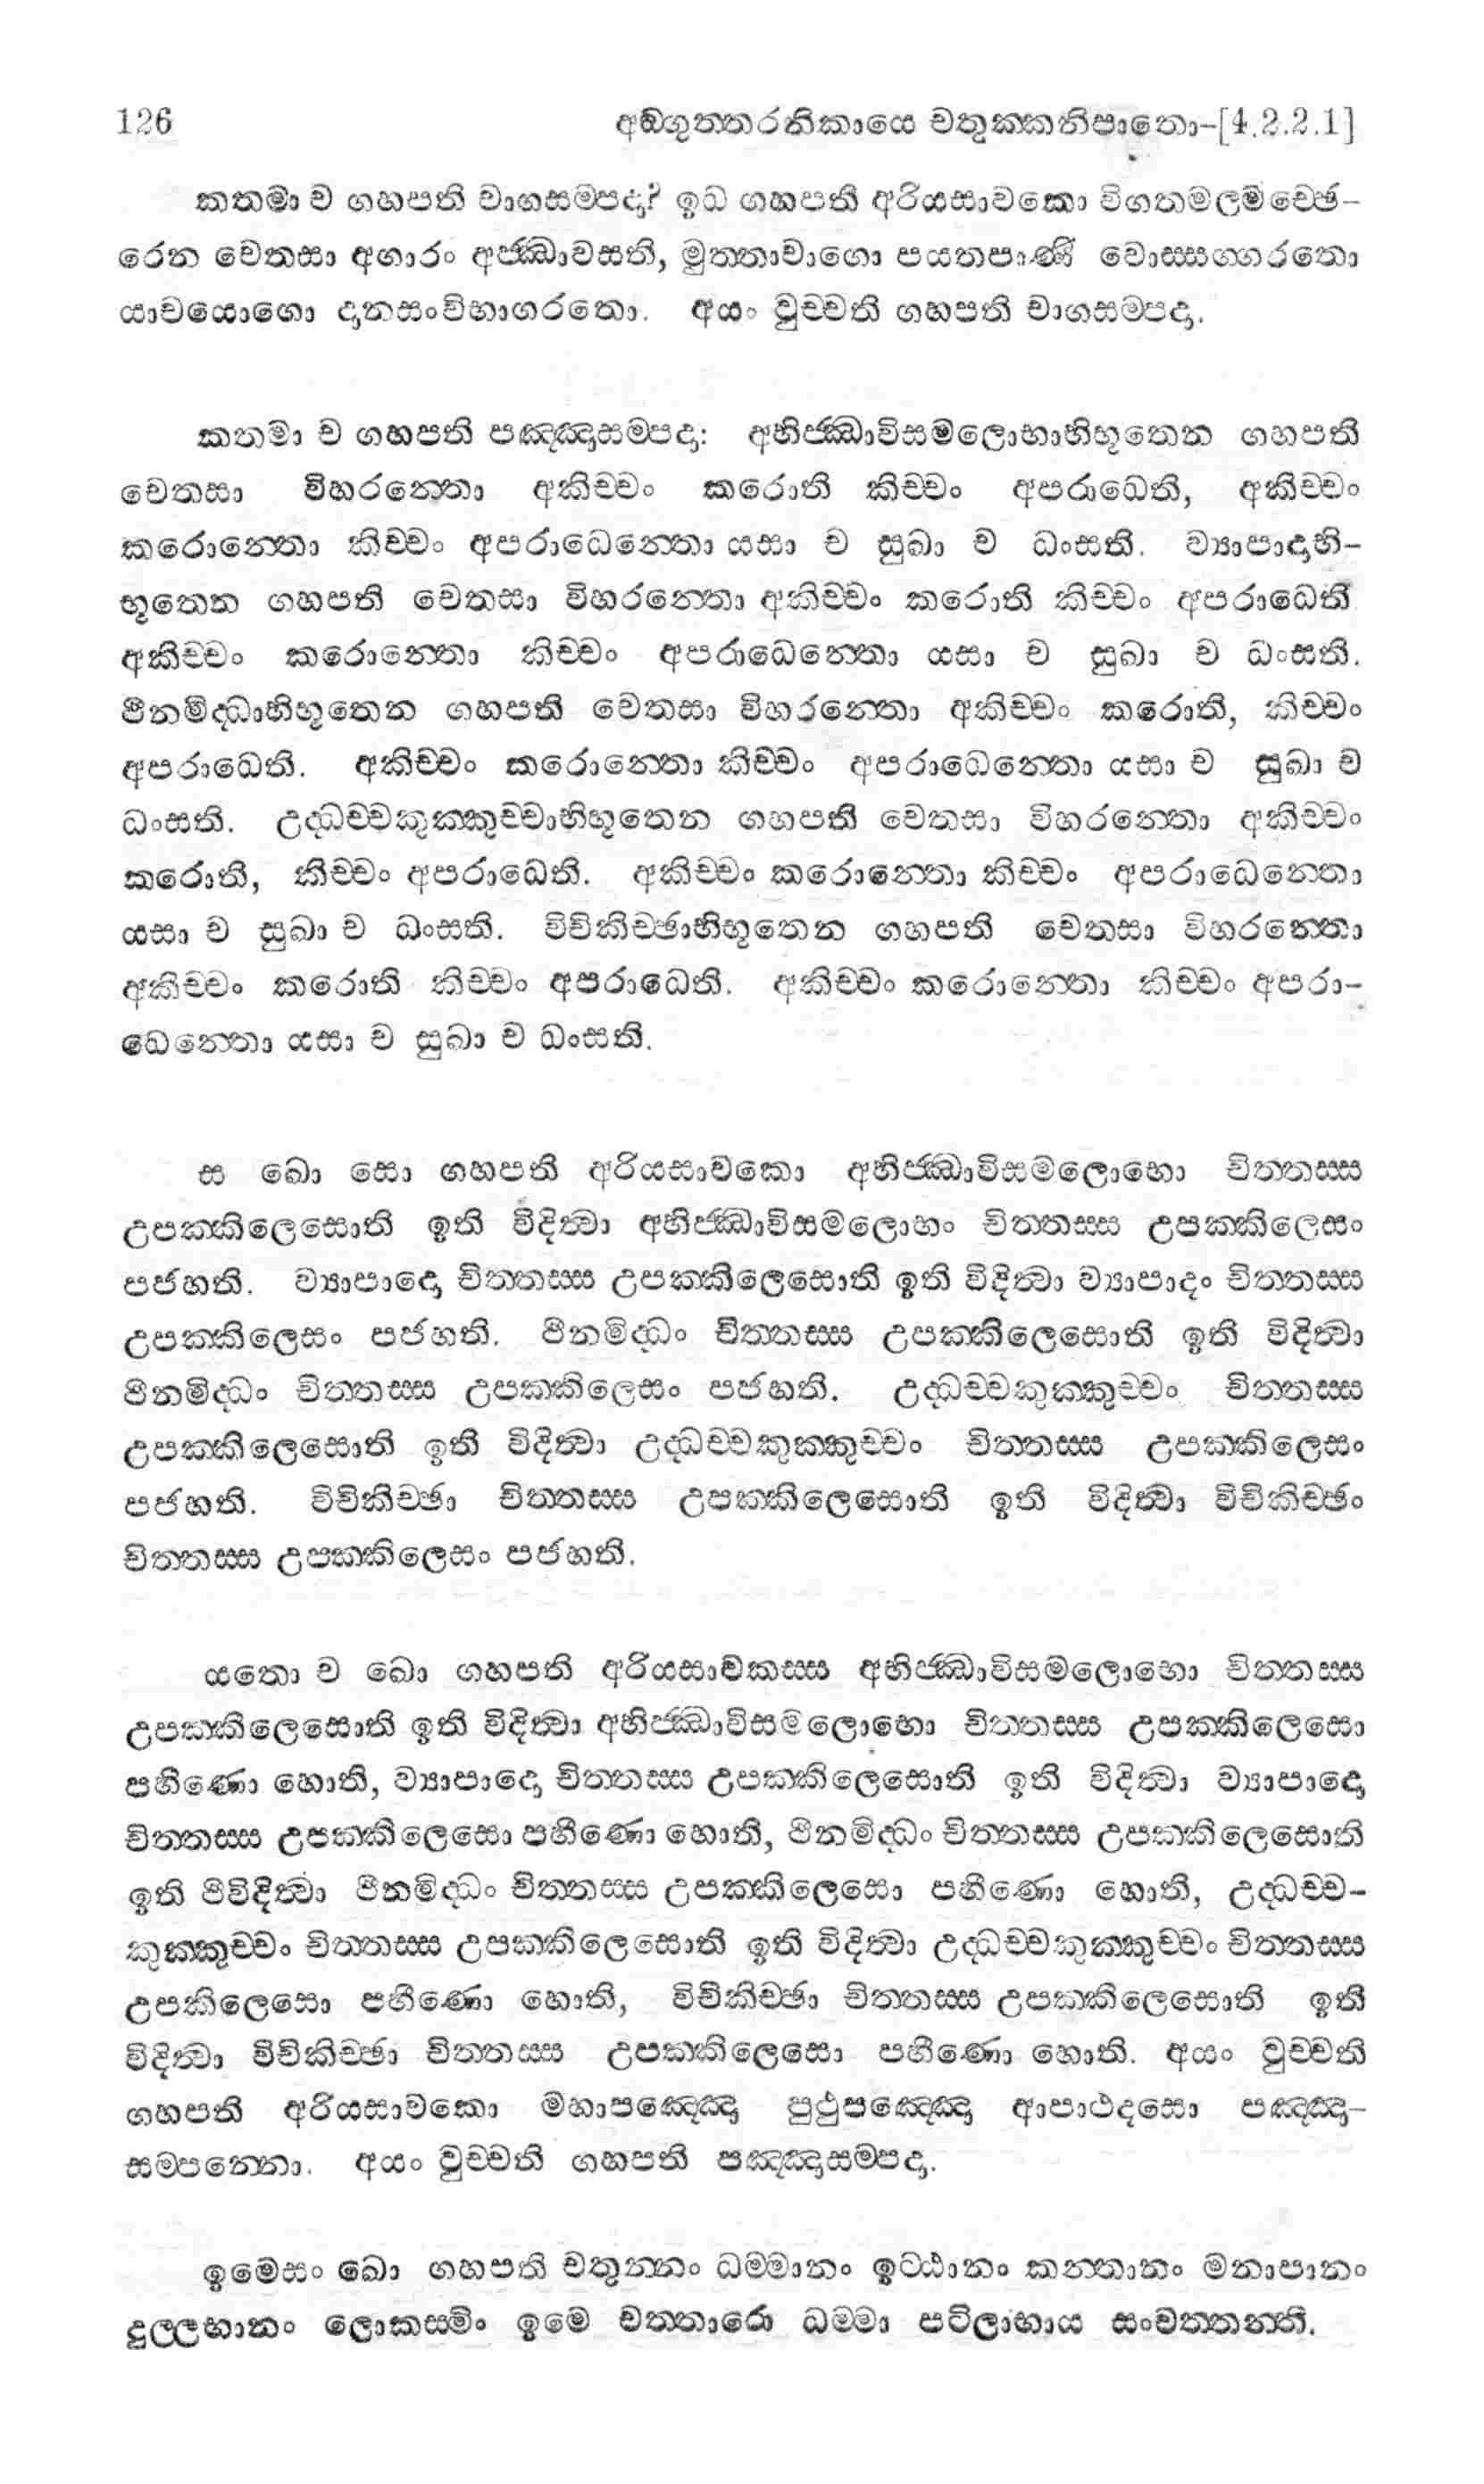 126 අඞගුත්තරනිකායෙ චතුක්කනිපාතො-[4.2.2.1]
කතමා ච ගහපති චාගසම්පදා? ඉධ ගහපති අරියසාවකො විගතමලමච්ඡෙ-
රෙන චෙතසා අගාරං අජ්ඣාවසති, මුත්තාචාගො පයතපාණි වොස්සග්ගරතො
යාචයොගො දානසංවිභාගරතො. අයං වුච්චති ගහපති චාගසම්පදා.
කතමා ච ගහපති පඤ්ඤාසම්පදා: අභිජ්ඣාවිසමලොභාභිභූතෙන ගහපති
චෙතසා විහරන්තො අකිච්චං කරොති කිච්චං අපරාධෙති, අකිච්චං
කරොන්තො කිච්චං අපරාධෙන්තො යසා ච සුඛා ච ධංසති. ව්‍යාපාදාභි-
භූතෙන ගහපති චෙතසා විහරන්තො අකිච්චං කරොති කිච්චං අපරාධෙති
අකිච්චං කරොන්තො කිච්චං අපරාධෙන්තො යසා ච සුඛා ච ධංසති.
ථීනමිද්ධාභිභූතෙන ගහපති චෙතසා විහරන්තො අකිච්චං කරොති, කිච්චං
අපරාධෙති. අකිච්චං කරොන්තො කිච්චං අපරාධෙන්තො යසා ච සුඛා ච
ධංසති. උද්ධච්චකුක්කුච්චාභිභූතෙන ගහපති චෙතසා විහරන්තො අකිච්චං
කරොති, කිච්චං අපරාධෙති. අකිච්චං කරොන්තො කිච්චං අපරාධෙන්තො
යසා ච සුඛා ච ධංසති. විචිකිච්ඡාභිභූතෙන ගහපති චෙතසා විහරන්තො
අකිච්චං කරොති කිච්චං අපරාධෙති. අකිච්චං කරොන්තො කිච්චං අපරා-
ධෙන්තො යසා ච සුඛා ච ධංසති.
ස ඛො සො ගහපති අරියසාවකො අභිජ්ඣාවිසමලොභො චිත්තස්ස
උපක්කිලෙසොති ඉති විදිත්‍වා අභිජ්ඣාවිසමලොභං චිත්තස්ස උපක්කිලෙසං
පජහති. ව්‍යාපාදො චිත්තස්ස උපක්කිලෙසොති ඉති විදිත්‍වා ව්‍යාපාදං චිත්තස්ස
උපක්කිලෙසං පජහති. ථීනමිද්ධං චිත්තස්ස උපක්කිලෙසොති ඉති විදිත්‍වා
ථීනමිද්ධං චිත්තස්ස උපක්කිලෙසං පජහති. උද්ධච්චකුක්කුච්චං චිත්තස්ස
උපක්කිලෙසොති ඉති විදිත්‍වා උද්ධච්චකුක්කුච්චං චිත්තස්ස උපක්කිලෙසං
පජහති. විචිකිච්ඡා චිත්තස්ස උපක්කිලෙසොති ඉති විදිත්‍වා විචිකිච්ඡං
චිත්තස්ස උපක්කිලෙසං පජහති.
යතො ච ඛො ගහපති අරියසාවකස්ස අභිජ්ඣාවිසමලොභො චිත්තස්ස
උපක්කිලෙසොති ඉති විදිත්‍වා අභිජ්ඣාවිසමලොභො චිත්තස්ස උපක්කිලෙසො
පහීණො හොති, ව්‍යාපාදො චිත්තස්ස උපක්කිලෙසොති ඉති විදිත්‍වා ව්‍යාපාදො
චිත්තස්ස උපක්කිලෙසො පහීණො හොති, ථීනමිද්ධං චිත්තස්ස උපක්කිලෙසොති
ඉති ථීවිදිත්‍වා ථීනමිද්ධං චිත්තස්ස උපක්කිලෙසො පහීණො හොති, උද්ධච්ච-
කුක්කුච්චං චිත්තස්ස උපක්කිලෙසොති ඉති විදිත්‍වා උද්ධච්චකුක්කුච්චං චිත්තස්ස
උපකිලෙසො පහීණො හොති, විචිකිච්ඡා චිත්තස්ස උපක්කිලෙසොති ඉති
විදිත්‍වා විචිකිච්ඡා චිත්තස්ස උපක්කිලෙසො පහීණො හොති. අයං වුච්චති
ගහපති අරියසාවකො මහාපඤ්ඤො පුථුපඤ්ඤො ආපාථදසො පඤ්ඤා-
සම්පන්නො. අයං වුච්චති ගහපති පඤ්ඤාසම්පදා.
ඉමෙසං ඛො ගහපති චතුන්නං ධම්මානං ඉට්ඨානං කන්තානං මනාපානං
දුල්ලභානං ලොකස්මිං ඉමෙ චත්තාරො ධම්මා පටිලාභාය සංවත්තන්ති.